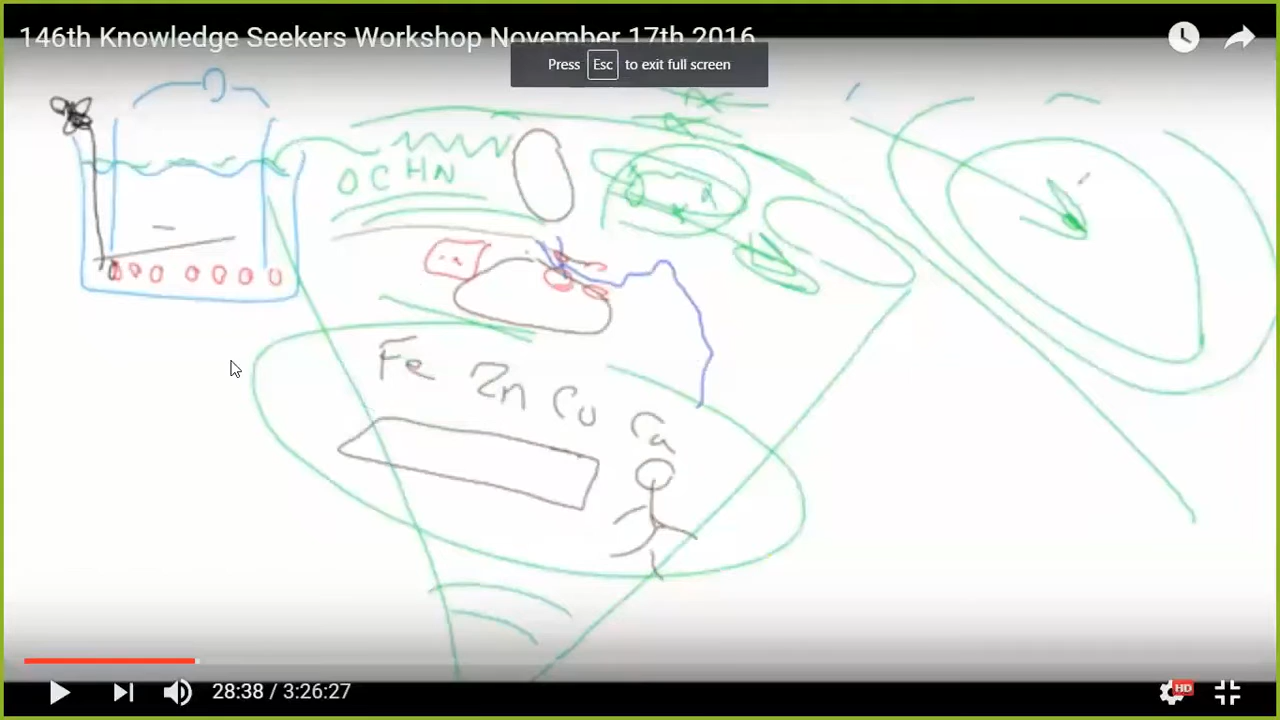 146th Knowledge Seekers Workshop November 17th 2016
Press Esc to exit full screen
O C H N
Fe Zn Cu Ca
28:38 / 3:26:27
HD